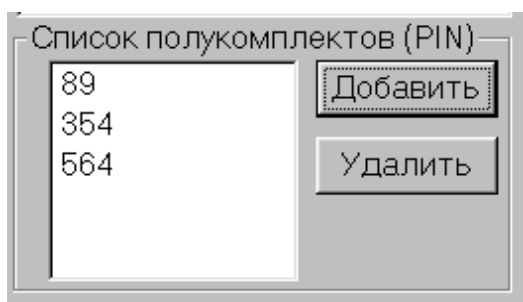 Список полукомплектов (PIN)
89
354
564
Добавить
Удалить